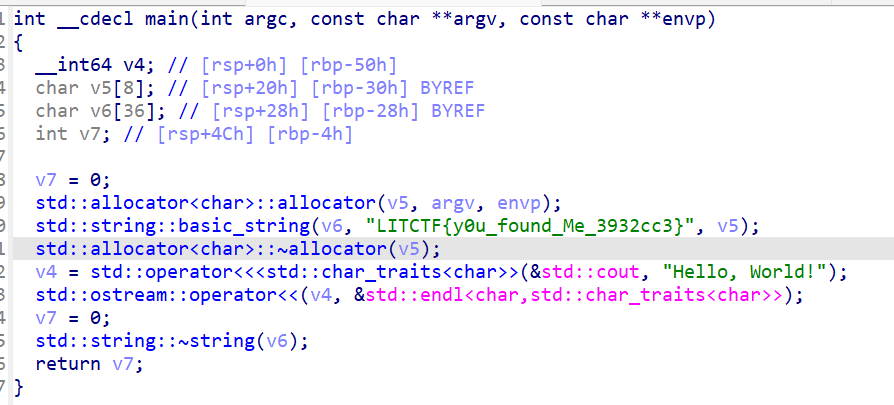 1 int __cdecl main(int argc, const char **argv, const char **envp)
2 {
3   __int64 v4; // [rsp+0h] [rbp-50h]
4   char v5[8]; // [rsp+20h] [rbp-30h] BYREF
5   char v6[36]; // [rsp+28h] [rbp-28h] BYREF
6   int v7; // [rsp+4Ch] [rbp-4h]
7
8   v7 = 0;
9   std::allocator<char>::allocator(v5, argv, envp);
0   std::string::basic_string(v6, "LITCTF{y0u_found_Me_3932cc3}", v5);
1   std::allocator<char>::~allocator(v5);
2   v4 = std::operator<<<std::char_traits<char>>(&std::cout, "Hello, World!");
3   std::ostream::operator<<(v4, &std::endl<char,std::char_traits<char>>);
4   v7 = 0;
5   std::string::~string(v6);
6   return v7;
7 }